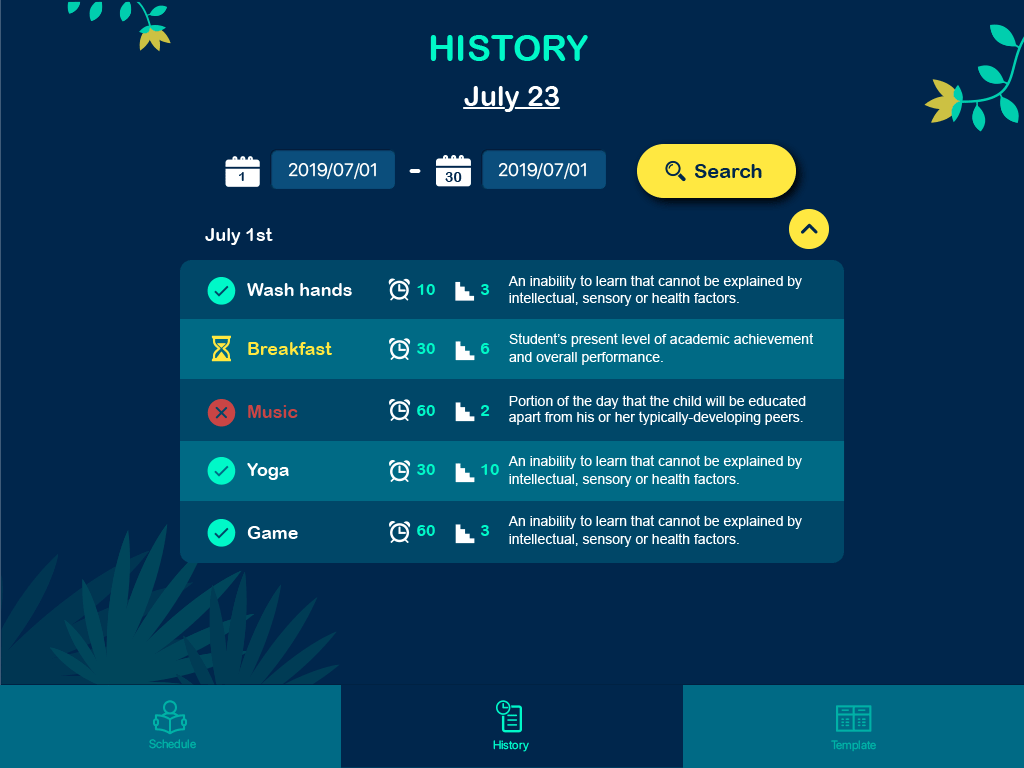 HISTORY
July 23
1
2019/07/01
-
30
2019/07/01
Search
July 1st
Wash hands 10 3 An inability to learn that cannot be explained by
intellectual, sensory or health factors.
Breakfast 30 6 Student's present level of academic achievement
and overall performance.
Music 60 2 Portion of the day that the child will be educated
apart from his or her typically-developing peers.
Yoga 30 10 An inability to learn that cannot be explained by
intellectual, sensory or health factors.
Game 60 3 An inability to learn that cannot be explained by
intellectual, sensory or health factors.
Schedule
History
Template